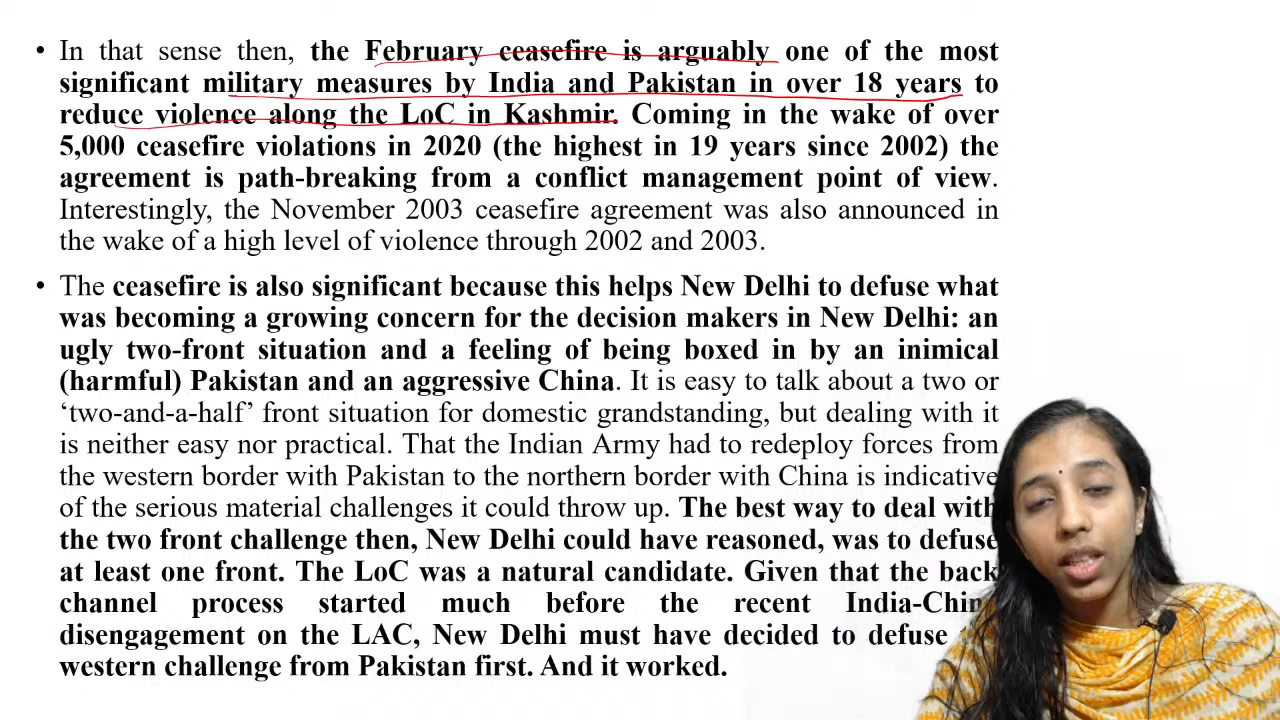 • In that sense then, the February ceasefire is arguably one of the most
significant military measures by India and Pakistan in over 18 years to
reduce violence along the LoC in Kashmir. Coming in the wake of over
5,000 ceasefire violations in 2020 (the highest in 19 years since 2002) the
agreement is path-breaking from a conflict management point of view.
Interestingly, the November 2003 ceasefire agreement was also announced in
the wake of a high level of violence through 2002 and 2003.
• The ceasefire is also significant because this helps New Delhi to defuse what
was becoming a growing concern for the decision makers in New Delhi: an
ugly two-front situation and a feeling of being boxed in by an inimical
(harmful) Pakistan and an aggressive China. It is easy to talk about a two or
‘two-and-a-half’ front situation for domestic grandstanding, but dealing with it
is neither easy nor practical. That the Indian Army had to redeploy forces from
the western border with Pakistan to the northern border with China is indicative
of the serious material challenges it could throw up. The best way to deal with
the two front challenge then, New Delhi could have reasoned, was to defuse
at least one front. The LoC was a natural candidate. Given that the back
channel process started much before the recent India-China
disengagement on the LAC, New Delhi must have decided to defuse
western challenge from Pakistan first. And it worked.